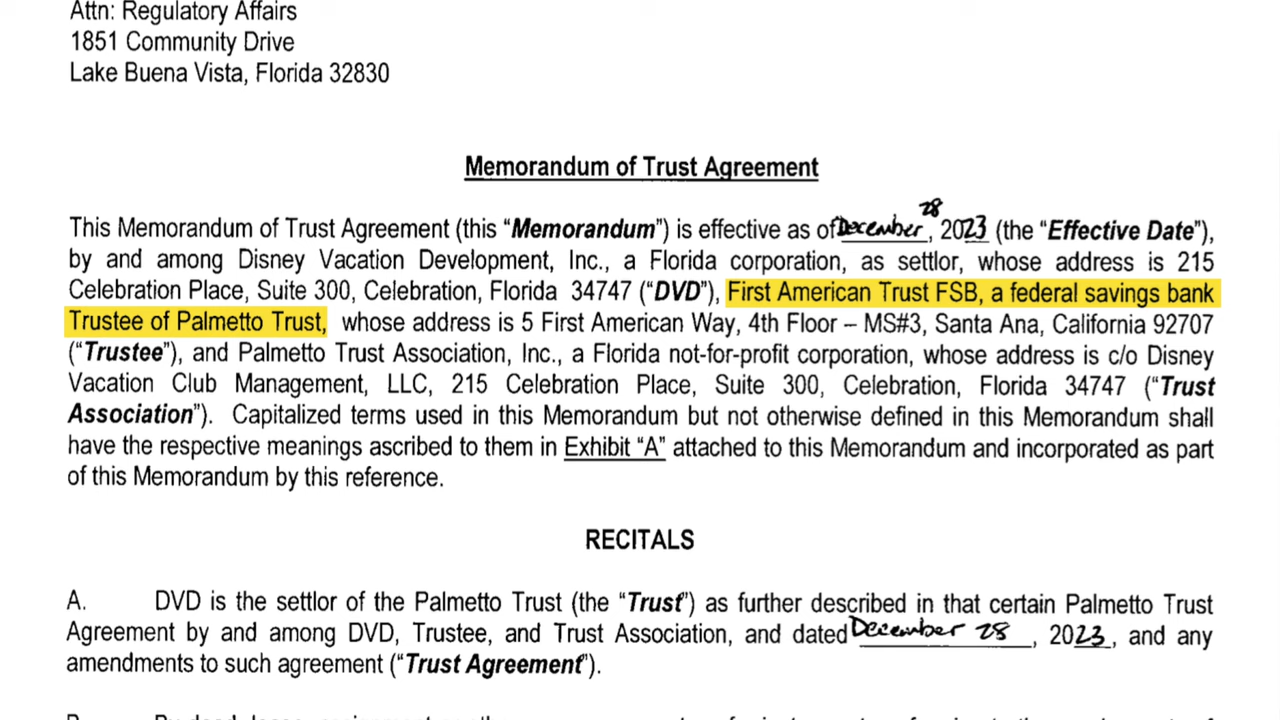 Attn: Regulatory Affairs
1851 Community Drive
Lake Buena Vista, Florida 32830
Memorandum of Trust Agreement
This Memorandum of Trust Agreement (this “Memorandum”) is effective as of December 28, 2023 (the “Effective Date”),
by and among Disney Vacation Development, Inc., a Florida corporation, as settlor, whose address is 215
Celebration Place, Suite 300, Celebration, Florida 34747 (“DVD”), First American Trust FSB, a federal savings bank
Trustee of Palmetto Trust, whose address is 5 First American Way, 4th Floor – MS#3, Santa Ana, California 92707
(“Trustee”), and Palmetto Trust Association, Inc., a Florida not-for-profit corporation, whose address is c/o Disney
Vacation Club Management, LLC, 215 Celebration Place, Suite 300, Celebration, Florida 34747 (“Trust
Association”). Capitalized terms used in this Memorandum but not otherwise defined in this Memorandum shall
have the respective meanings ascribed to them in Exhibit “A” attached to this Memorandum and incorporated as part
of this Memorandum by this reference.
RECITALS
A. DVD is the settlor of the Palmetto Trust (the “Trust”) as further described in that certain Palmetto Trust
Agreement by and among DVD, Trustee, and Trust Association, and dated December 28, 2023, and any
amendments to such agreement (“Trust Agreement”).